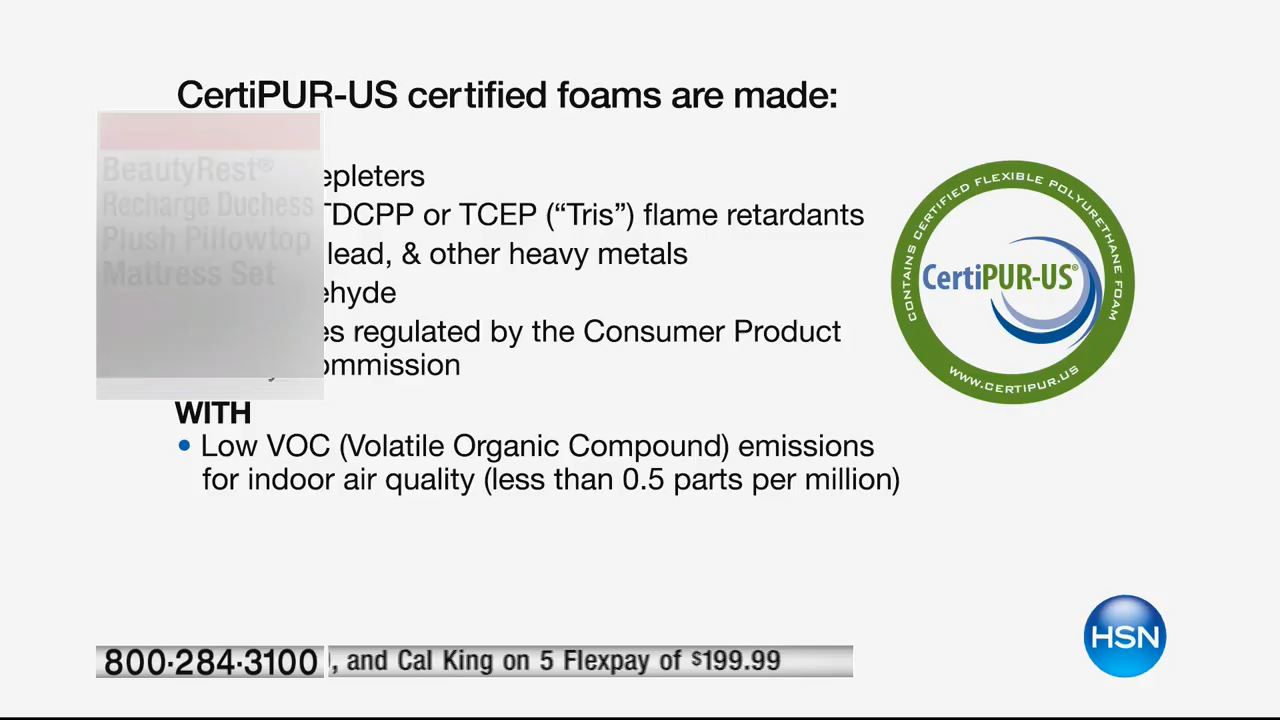 CertiPUR-US certified foams are made:
BeautyRest®
Recharge Duchess
Plush Pillowtop
Mattress Set
epleters
TDCPP or TCEP (“Tris”) flame retardants
lead, & other heavy metals
ehyde
es regulated by the Consumer Product
ommission
WITH
• Low VOC (Volatile Organic Compound) emissions
for indoor air quality (less than 0.5 parts per million)
CONTAINS CERTIFIED FLEXIBLE POLYURETHANE FOAM
CertiPUR-US®
WWW.CERTIPUR.US
HSN
800·284·3100
, and Cal King on 5 Flexpay of $199.99